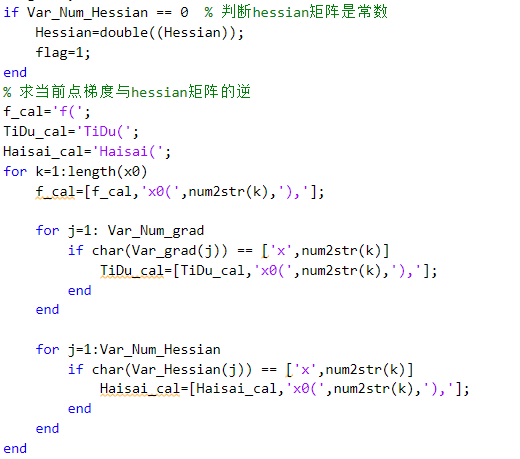 if Var_Num_Hessian == 0  % 判断hessian矩阵是常数
    Hessian=double((Hessian));
    flag=1;
end
% 求当前点梯度与hessian矩阵的逆
f_cal='f(';
TiDu_cal='TiDu(';
Haisai_cal='Haisai(';
for k=1:length(x0)
    f_cal=[f_cal,'x0(',num2str(k),'),'];
    for j=1: Var_Num_grad
        if char(Var_grad(j)) == ['x',num2str(k)]
            TiDu_cal=[TiDu_cal,'x0(',num2str(k),'),'];
        end
    end
    for j=1:Var_Num_Hessian
        if char(Var_Hessian(j)) == ['x',num2str(k)]
            Haisai_cal=[Haisai_cal,'x0(',num2str(k),'),'];
        end
    end
end